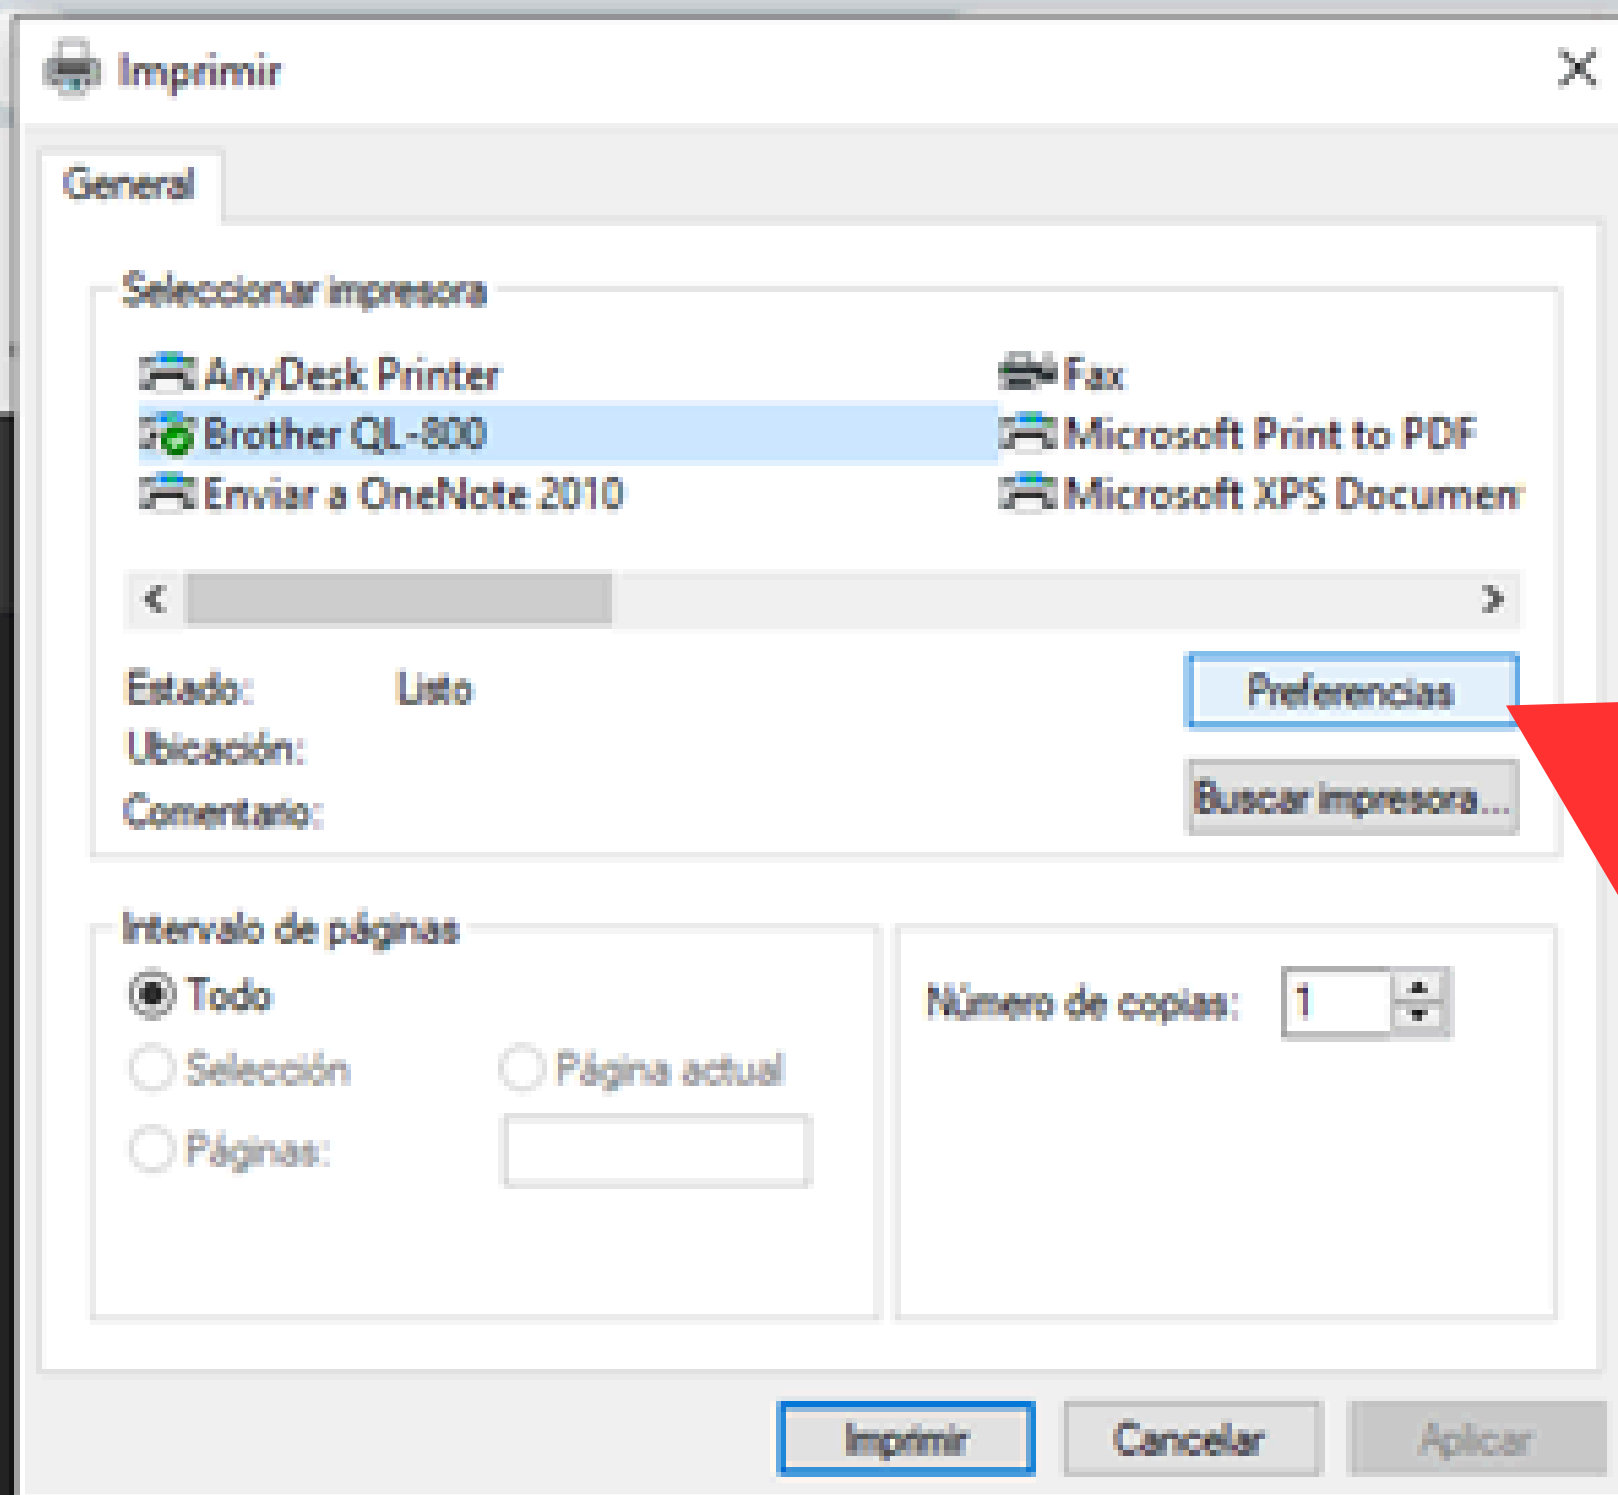 Imprimir
General
Seleccionar impresora
AnyDesk Printer
Fax
Brother QL-800
Microsoft Print to PDF
Enviar a OneNote 2010
Microsoft XPS Documen
Estado: Listo
Preferencias
Ubicación:
Comentario:
Buscar impresora...
Intervalo de páginas
Todo
Número de copias: 1
Selección
Página actual
Páginas:
Imprimir
Cancelar
Aplicar